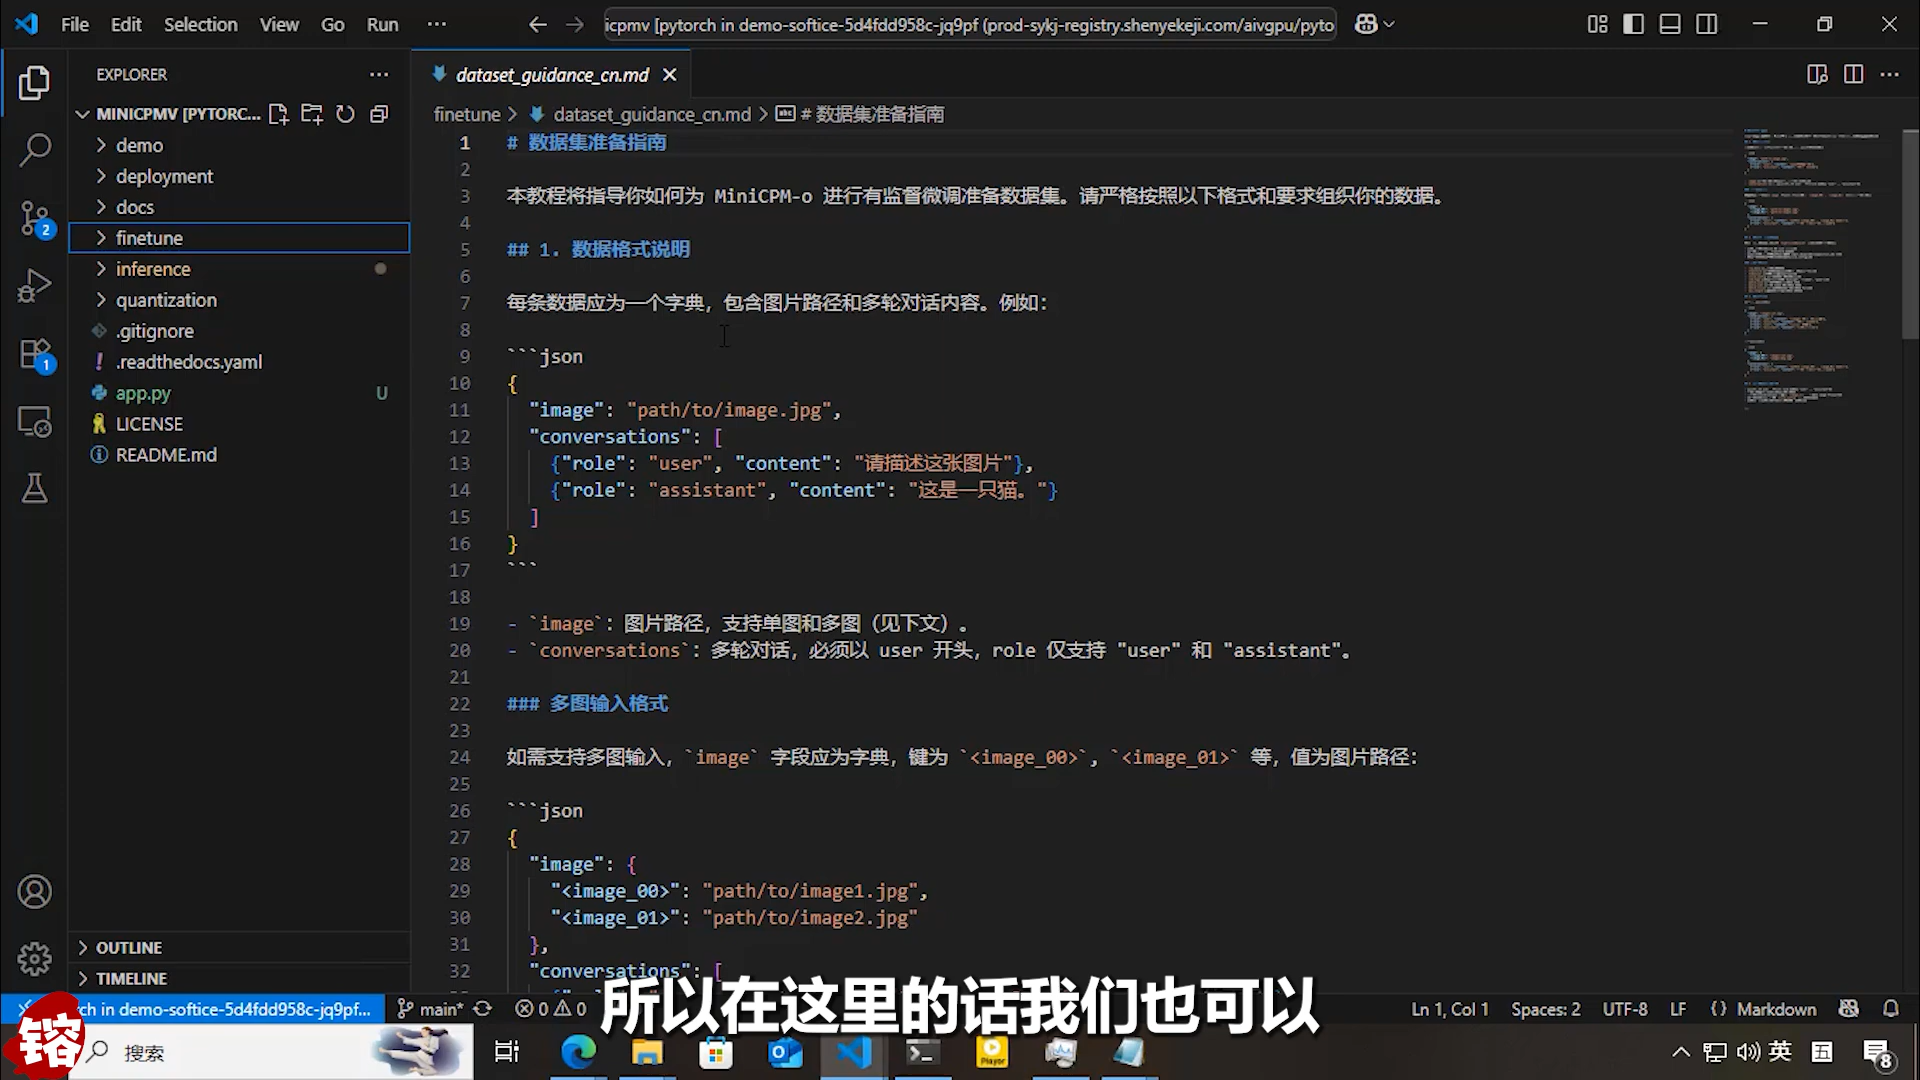 File Edit Selection View Go Run ···
icpmv [pytorch in demo-softice-5d4fdd958c-jq9pf (prod-sykj-registry.shenyekeji.com/aivgpu/pyto
EXPLORER
MINICPMV [PYTORC...
demo
deployment
docs
finetune
inference
quantization
.gitignore
.readthedocs.yaml
app.py U
LICENSE
README.md
OUTLINE
TIMELINE
2
1
dataset_guidance_cn.md
finetune > dataset_guidance_cn.md > # 数据集准备指南
1 # 数据集准备指南
2
3 本教程将指导你如何为 MiniCPM-o 进行有监督微调准备数据集。请严格按照以下格式和要求组织你的数据。
4
5 ## 1. 数据格式说明
6
7 每条数据应为一个字典，包含图片路径和多轮对话内容。例如：
8
9 ```json
10 {
11 "image": "path/to/image.jpg",
12 "conversations": [
13 {"role": "user", "content": "请描述这张图片"},
14 {"role": "assistant", "content": "这是一只猫。"}
15 ]
16 }
17 ```
18
19 - `image`：图片路径，支持单图和多图（见下文）。
20 - `conversations`：多轮对话，必须以 user 开头，role 仅支持 "user" 和 "assistant"。
21
22 ### 多图输入格式
23
24 如需支持多图输入，`image` 字段应为字典，键为 `<image_00>`, `<image_01>` 等，值为图片路径：
25
26 ```json
27 {
28 "image": {
29 "<image_00>": "path/to/image1.jpg",
30 "<image_01>": "path/to/image2.jpg"
31 },
32 "conversations": [
所以在这里的话我们也可以
rch in demo-softice-5d4fdd958c-jq9pf... main* 0 0
Ln 1, Col 1 Spaces: 2 UTF-8 LF {} Markdown
镕
搜索
Player
英 五 8